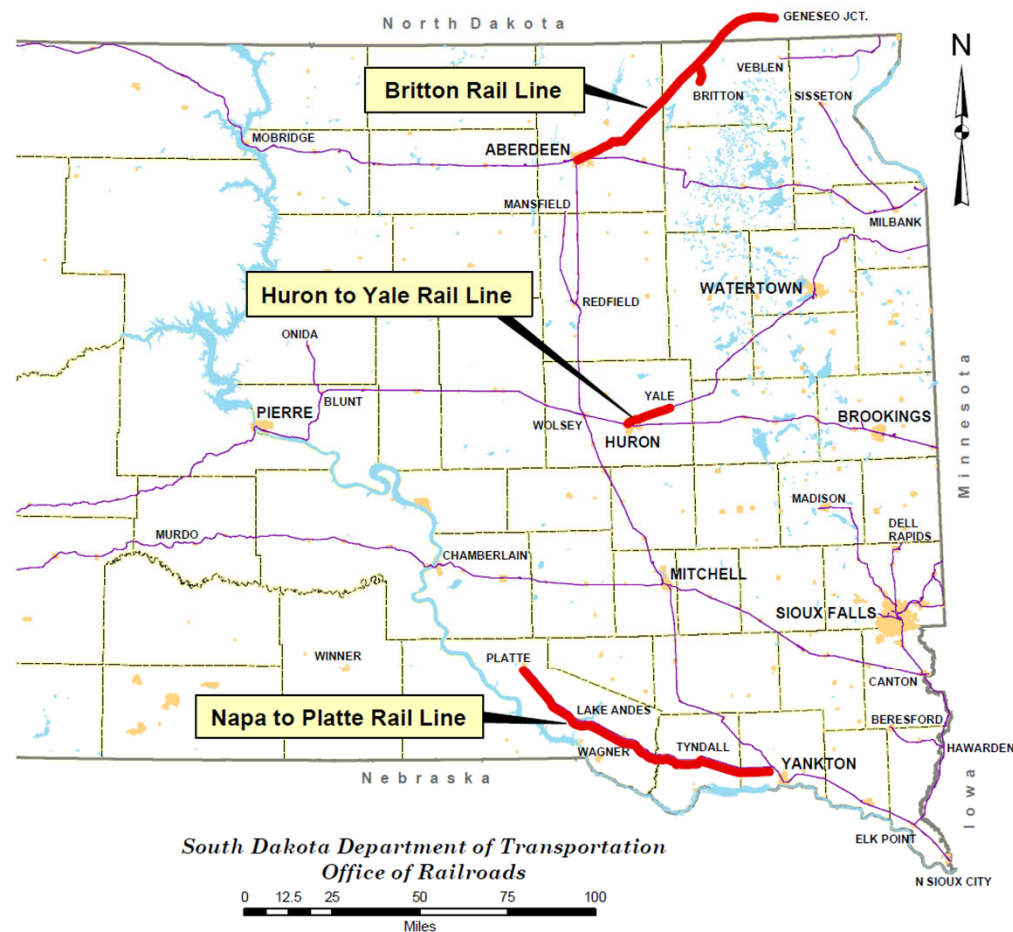 North Dakota
GENESEO JCT.
N
VEBLEN
Britton Rail Line
BRITTON
SISSETON
MOBRIDGE
ABERDEEN
MANSFIELD
MILBANK
Huron to Yale Rail Line
WATERTOWN
REDFIELD
ONIDA
YALE
BLUNT
PIERRE
WOLSEY
HURON
BROOKINGS
Minnesota
MADISON
DELL
RAPIDS
MURDO
CHAMBERLAIN
MITCHELL
SIOUX FALLS
WINNER
PLATTE
CANTON
LAKE ANDES
Napa to Platte Rail Line
BERESFORD
WAGNER
TYNDALL
HAWARDEN
YANKTON
Nebraska
Iowa
ELK POINT
South Dakota Department of Transportation
Office of Railroads
N SIOUX CITY
0 12.5 25 50 75 100
Miles